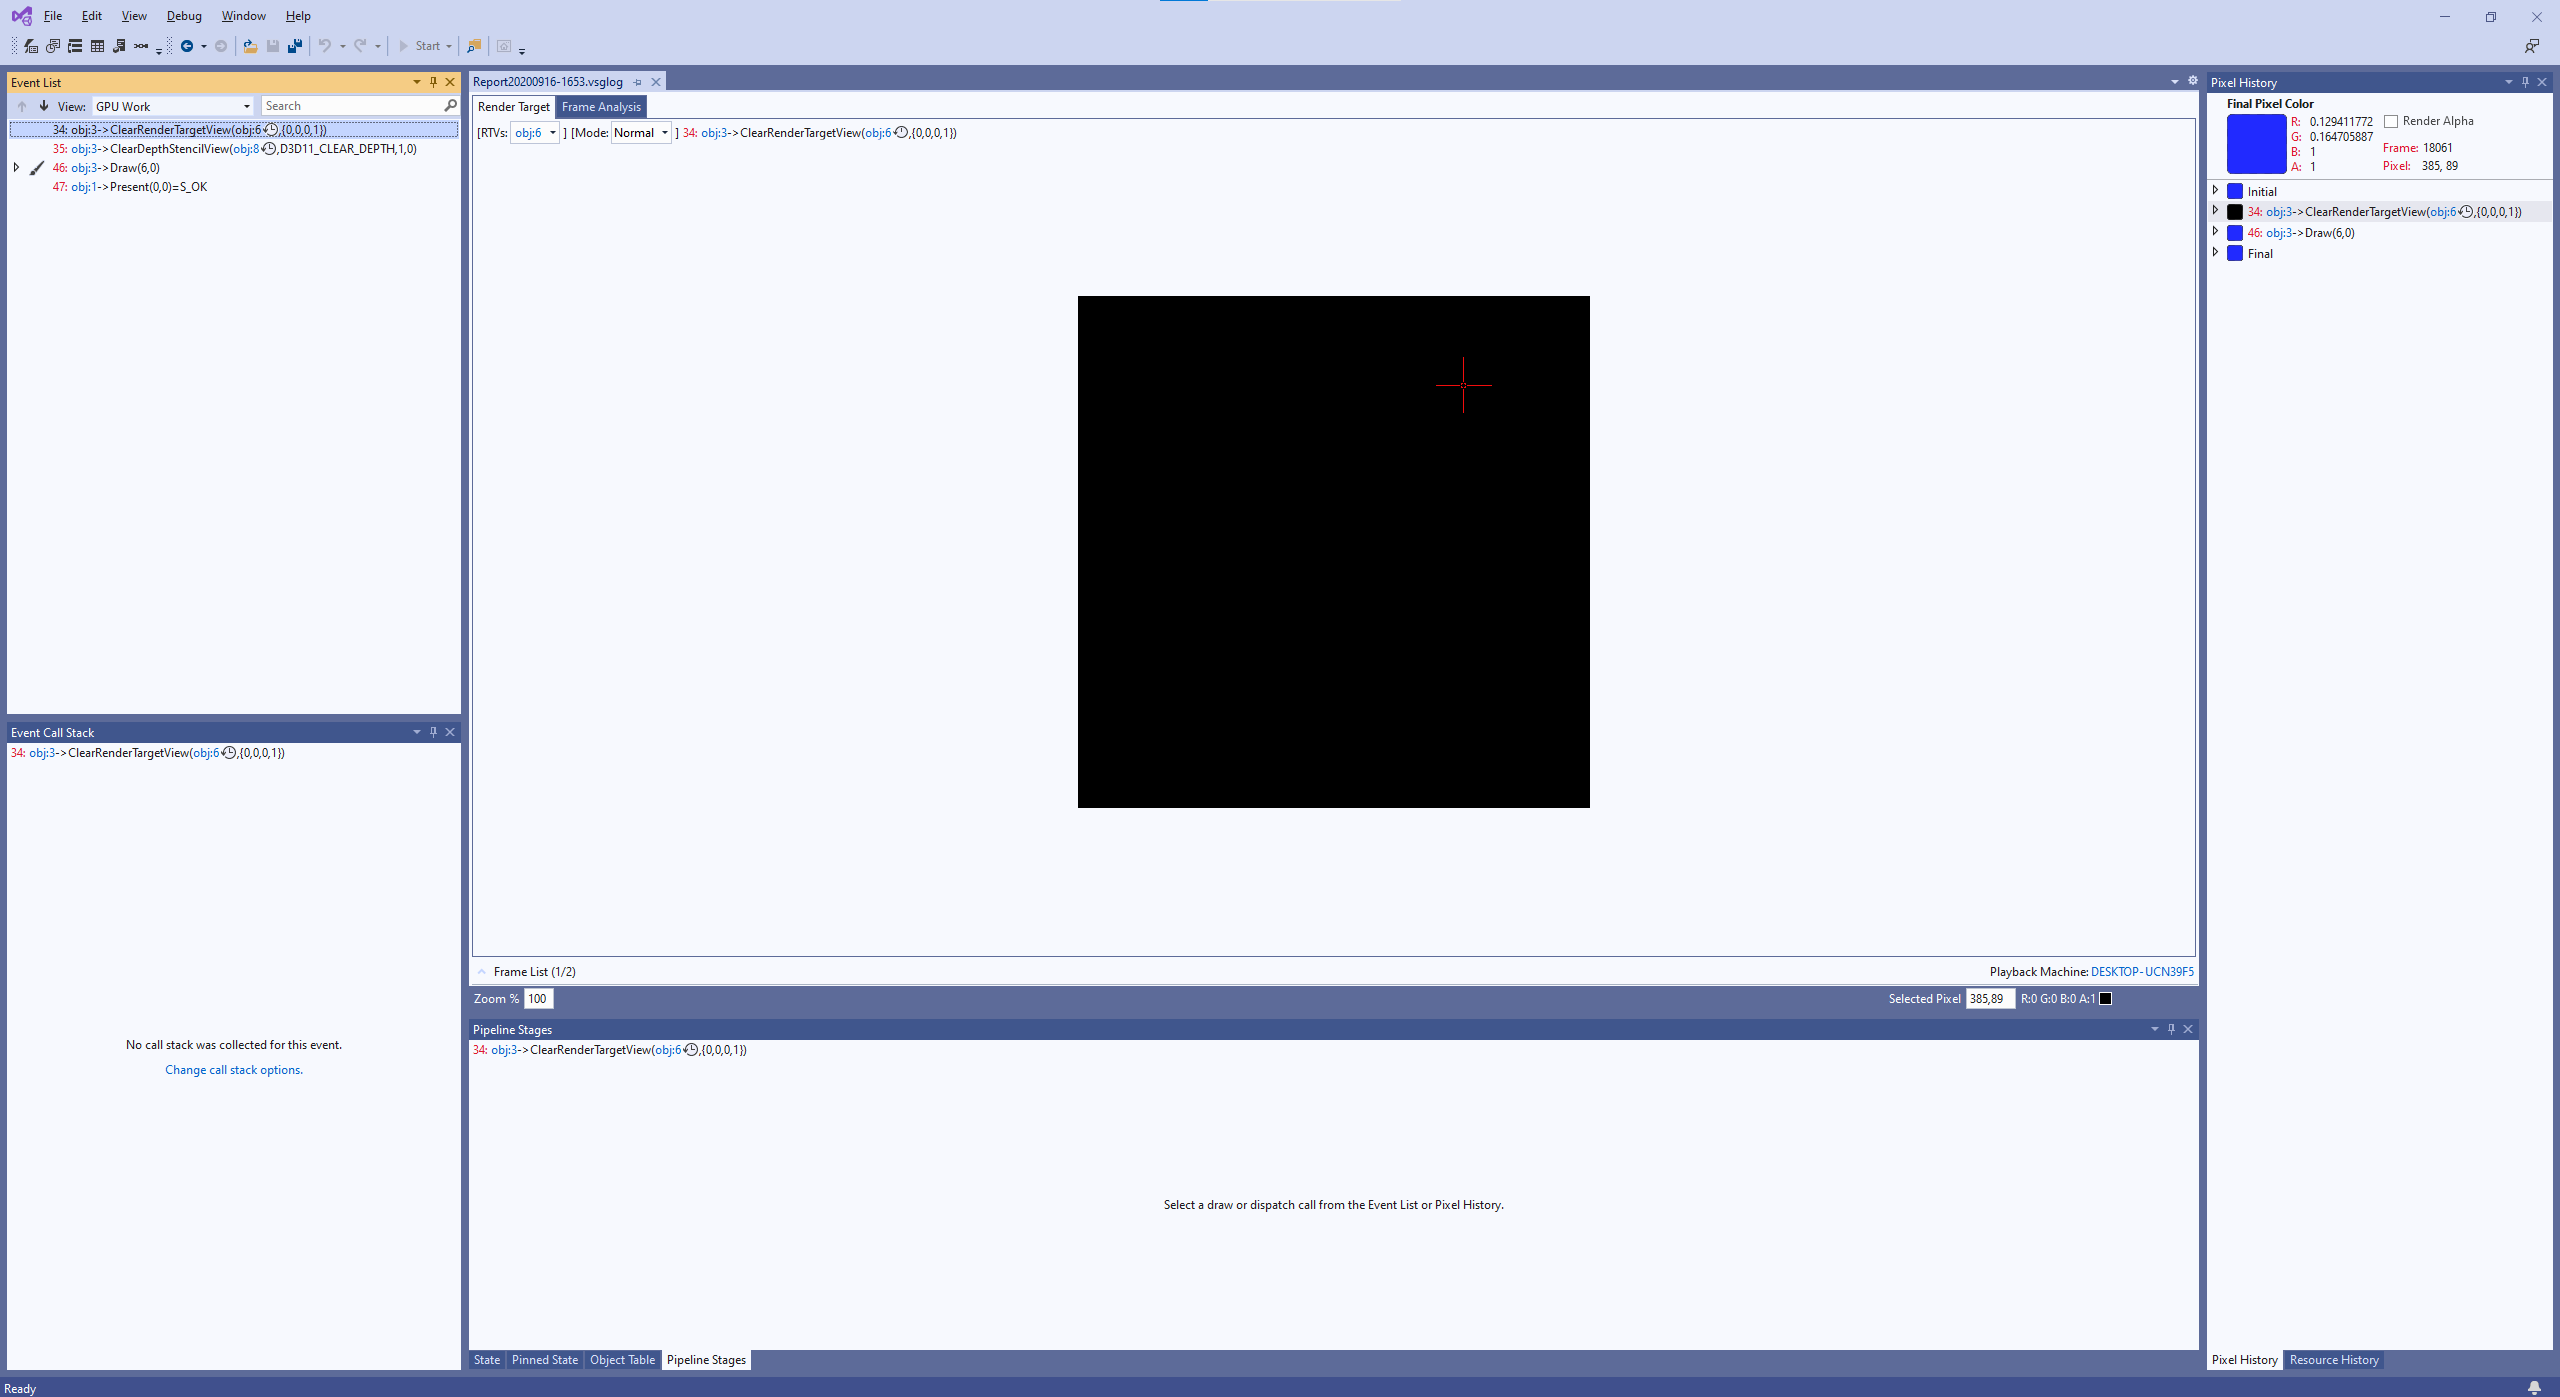 File Edit View Debug Window Help
Start
Event List
View: GPU Work Search
34: obj:3->ClearRenderTargetView(obj:6,{0,0,0,1})
35: obj:3->ClearDepthStencilView(obj:8,D3D11_CLEAR_DEPTH,1,0)
46: obj:3->Draw(6,0)
47: obj:1->Present(0,0)=S_OK
Event Call Stack
34: obj:3->ClearRenderTargetView(obj:6,{0,0,0,1})
No call stack was collected for this event.
Change call stack options.
Report20200916-1653.vsglog
Render Target Frame Analysis
[RTVs: obj:6 ] [Mode: Normal ] 34: obj:3->ClearRenderTargetView(obj:6,{0,0,0,1})
Frame List (1/2) Playback Machine: DESKTOP-UCN39F5
Zoom % 100 Selected Pixel 385,89 R:0 G:0 B:0 A:1
Pipeline Stages
34: obj:3->ClearRenderTargetView(obj:6,{0,0,0,1})
Select a draw or dispatch call from the Event List or Pixel History.
State Pinned State Object Table Pipeline Stages
Pixel History
Final Pixel Color
R: 0.129411772 Render Alpha
G: 0.164705887
B: 1 Frame: 18061
A: 1 Pixel: 385, 89
Initial
34: obj:3->ClearRenderTargetView(obj:6,{0,0,0,1})
46: obj:3->Draw(6,0)
Final
Pixel History Resource History
Ready